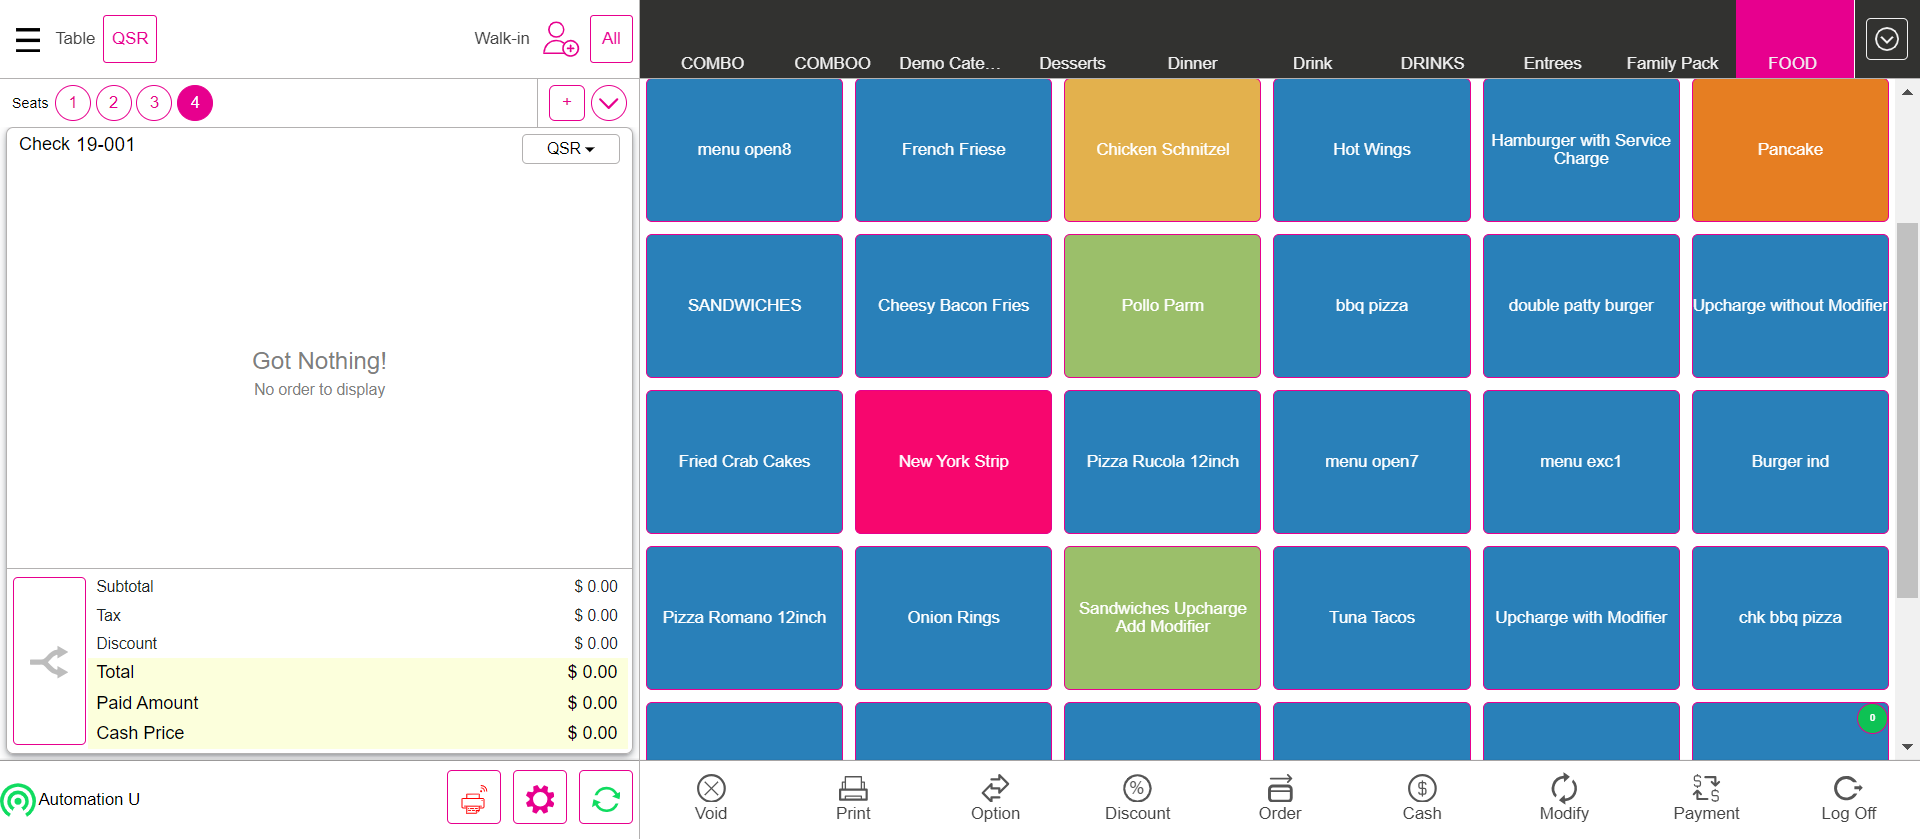 Table
QSR
Walk-in
All
COMBO
COMBOO
Demo Cate...
Desserts
Dinner
Drink
DRINKS
Entrees
Family Pack
FOOD
Seats
1
2
3
4
+
Check 19-001
QSR
Got Nothing!
No order to display
Subtotal
$ 0.00
Tax
$ 0.00
Discount
$ 0.00
Total
$ 0.00
Paid Amount
$ 0.00
Cash Price
$ 0.00
Automation U
menu open8
French Friese
Chicken Schnitzel
Hot Wings
Hamburger with Service
Charge
Pancake
SANDWICHES
Cheesy Bacon Fries
Pollo Parm
bbq pizza
double patty burger
Upcharge without Modifier
Fried Crab Cakes
New York Strip
Pizza Rucola 12inch
menu open7
menu exc1
Burger ind
Pizza Romano 12inch
Onion Rings
Sandwiches Upcharge
Add Modifier
Tuna Tacos
Upcharge with Modifier
chk bbq pizza
0
Void
Print
Option
Discount
Order
Cash
Modify
Payment
Log Off